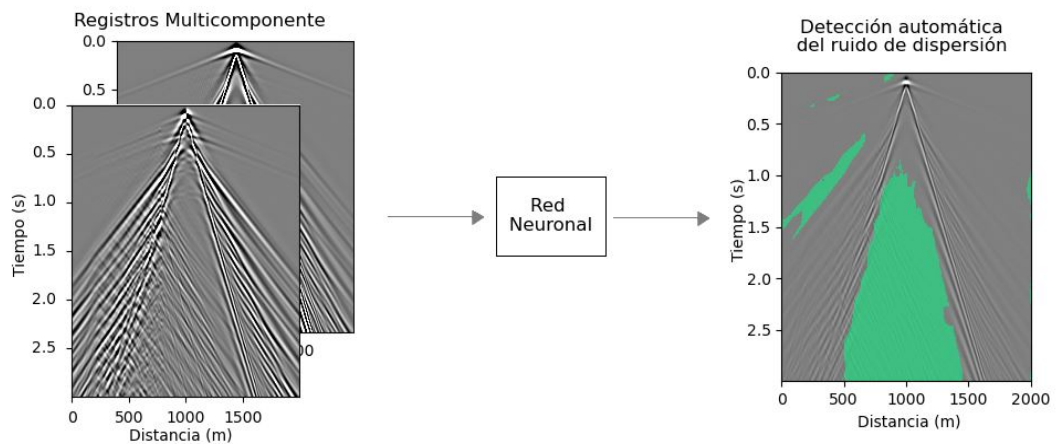 Registros Multicomponente
0.0
0.5
0.0
0.5
1.0
1.5
2.0
2.5
Tiempo (s)
0
500
1000
1500
Distancia (m)
Red
Neuronal
Detección automática
del ruido de dispersión
0.0
0.5
1.0
1.5
2.0
2.5
Tiempo (s)
0
500
1000
1500
2000
Distancia (m)